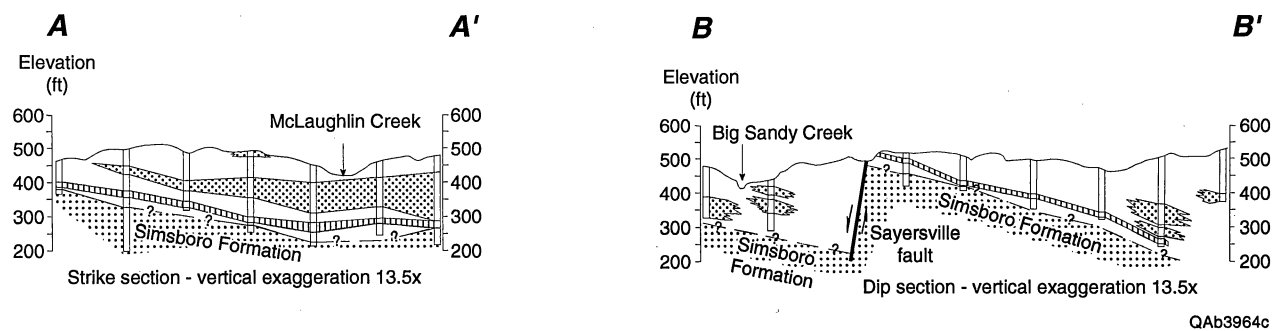 A A'
Elevation
(ft)
McLaughlin Creek
600
500
400
300
200
600
500
400
300
200
?
?
?
?
?
Simsboro Formation
Strike section - vertical exaggeration 13.5x
B B'
Elevation
(ft)
Big Sandy Creek
600
500
400
300
200
600
500
400
300
200
?
?
?
?
?
?
?
?
Simsboro
Formation
Sayersville
fault
Simsboro Formation
Dip section - vertical exaggeration 13.5x
QAb3964c